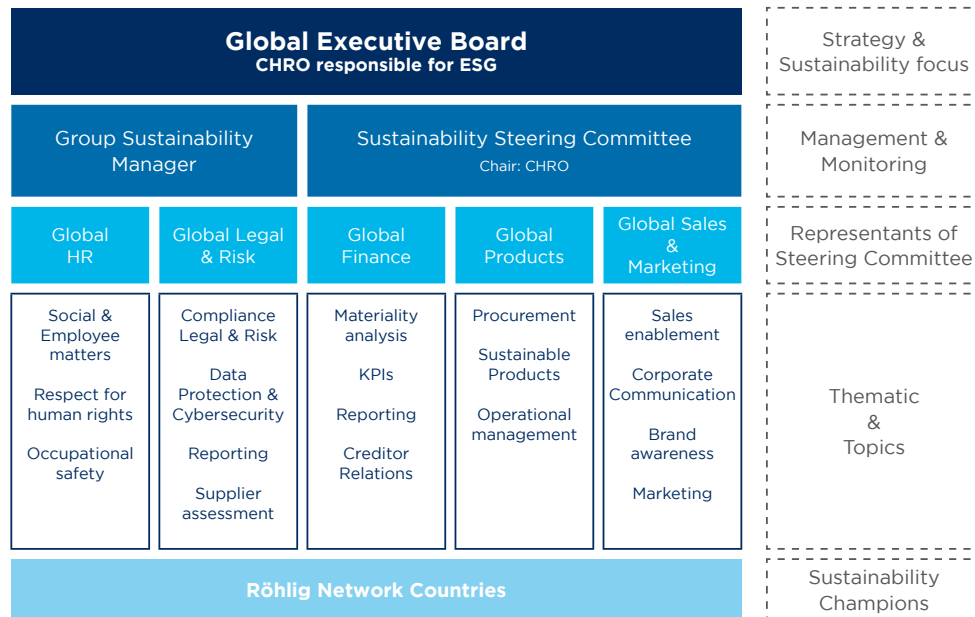 Global Executive Board
CHRO responsible for ESG
Strategy &
Sustainability focus
Group Sustainability
Manager
Sustainability Steering Committee
Chair: CHRO
Management &
Monitoring
Global
HR
Global Legal
& Risk
Global
Finance
Global
Products
Global Sales
&
Marketing
Representants of
Steering Committee
Social &
Employee
matters
Respect for
human rights
Occupational
safety
Compliance
Legal & Risk
Data
Protection &
Cybersecurity
Reporting
Supplier
assessment
Materiality
analysis
KPIs
Reporting
Creditor
Relations
Procurement
Sustainable
Products
Operational
management
Sales
enablement
Corporate
Communication
Brand
awareness
Marketing
Thematic
&
Topics
Röhlig Network Countries
Sustainability
Champions